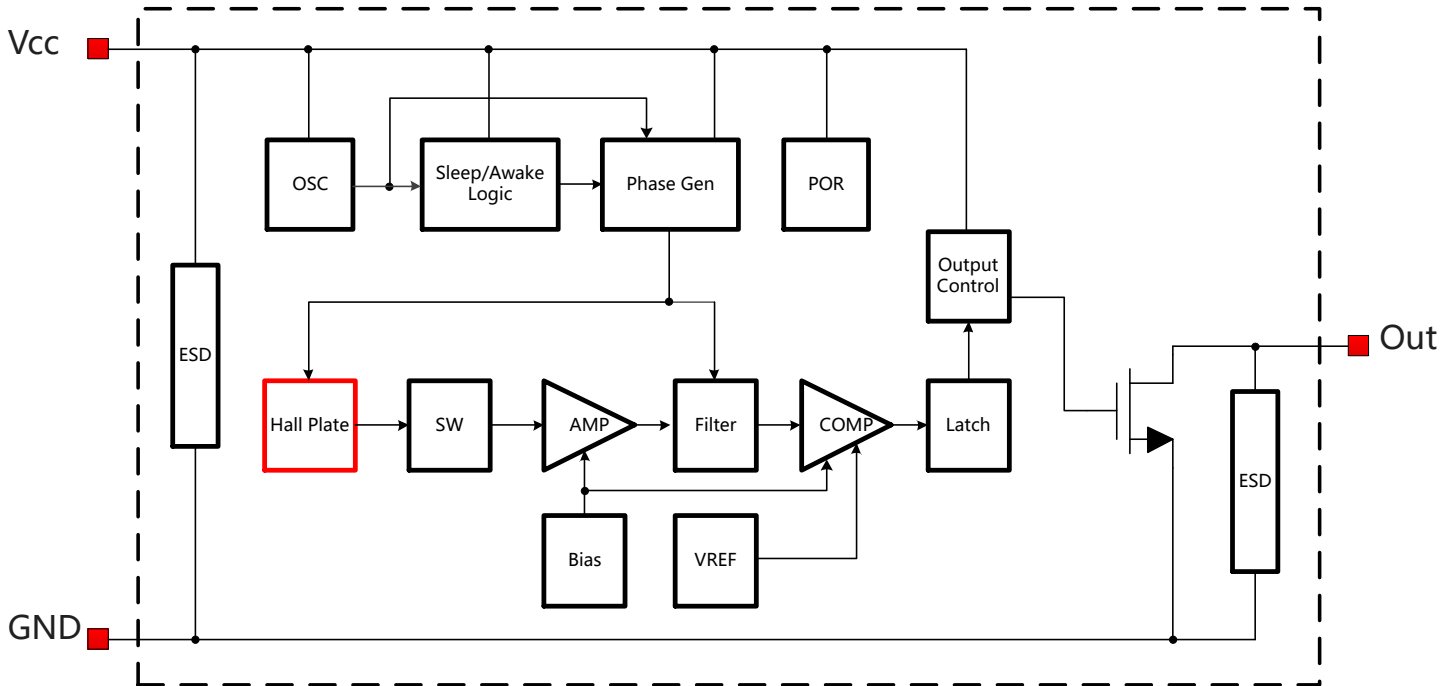 Vcc
OSC
Sleep/Awake
Logic
Phase Gen
POR
Output
Control
ESD
Out
Hall Plate
SW
AMP
Filter
COMP
Latch
ESD
Bias
VREF
GND